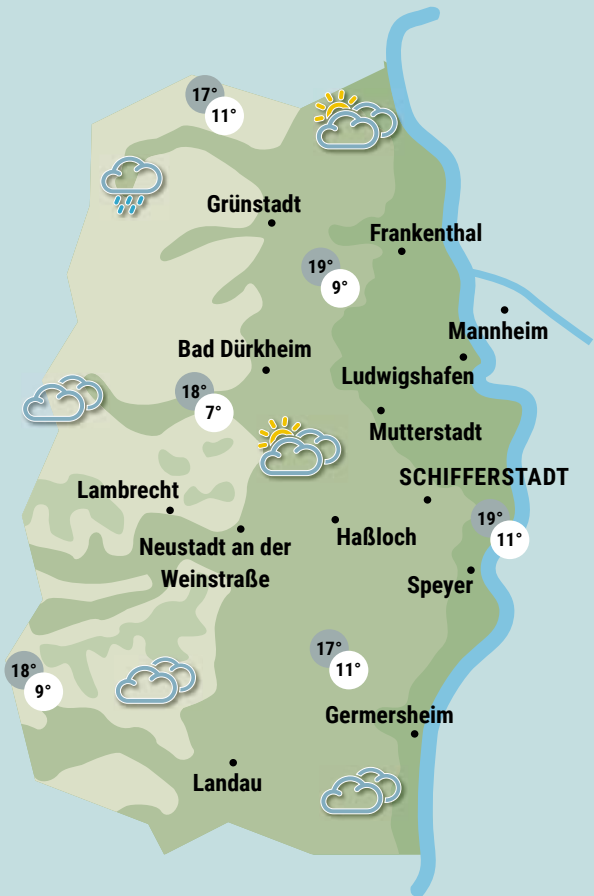 17°
11°
Grünstadt
Frankenthal
19°
9°
Mannheim
Bad Dürkheim
Ludwigshafen
18°
7°
Mutterstadt
SCHIFFERSTADT
Lambrecht
19°
11°
Haßloch
Neustadt an der
Weinstraße
Speyer
17°
11°
18°
9°
Germersheim
Landau